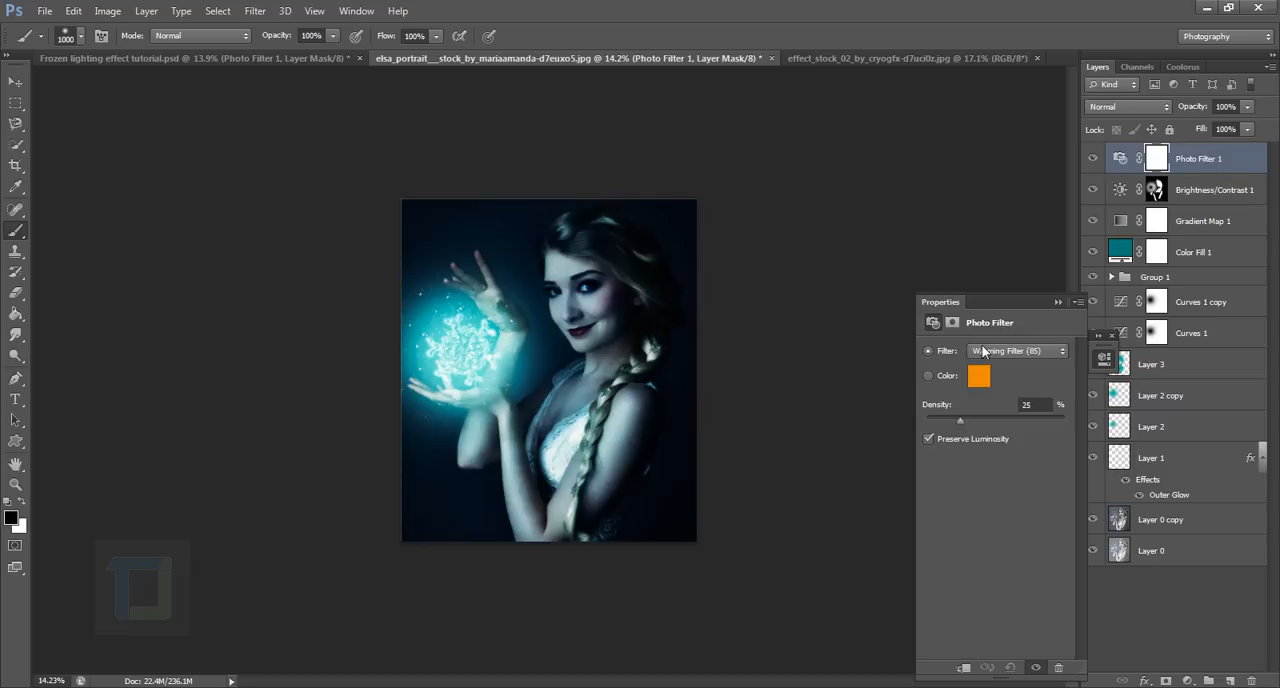 Ps File Edit Image Layer Type Select Filter 3D View Window Help
1000 Mode: Normal Opacity: 100% Flow: 100% Photography
Frozen lighting effect tutorial.psd @ 13.9% (Photo Filter 1, Layer Mask/8) * × elsa_portrait__stock_by_mariaamanda-d7euxo5.jpg @ 14.2% (Photo Filter 1, Layer Mask/8) * × effect_stock_02_by_cryogfx-d7uci0z.jpg @ 17.1% (RGB/8*) ×
Layers Channels Coolorus
Kind
Normal Opacity: 100%
Lock: Fill: 100%
Photo Filter 1
Brightness/Contrast 1
Gradient Map 1
Color Fill 1
Group 1
Curves 1 copy
Curves 1
Layer 3
Layer 2 copy
Layer 2
Layer 1 fx
Effects
Outer Glow
Layer 0 copy
Layer 0
Properties
Photo Filter
Filter: Warming Filter (85)
Color:
Density: 25 %
Preserve Luminosity
14.23% Doc: 22.4M/236.1M